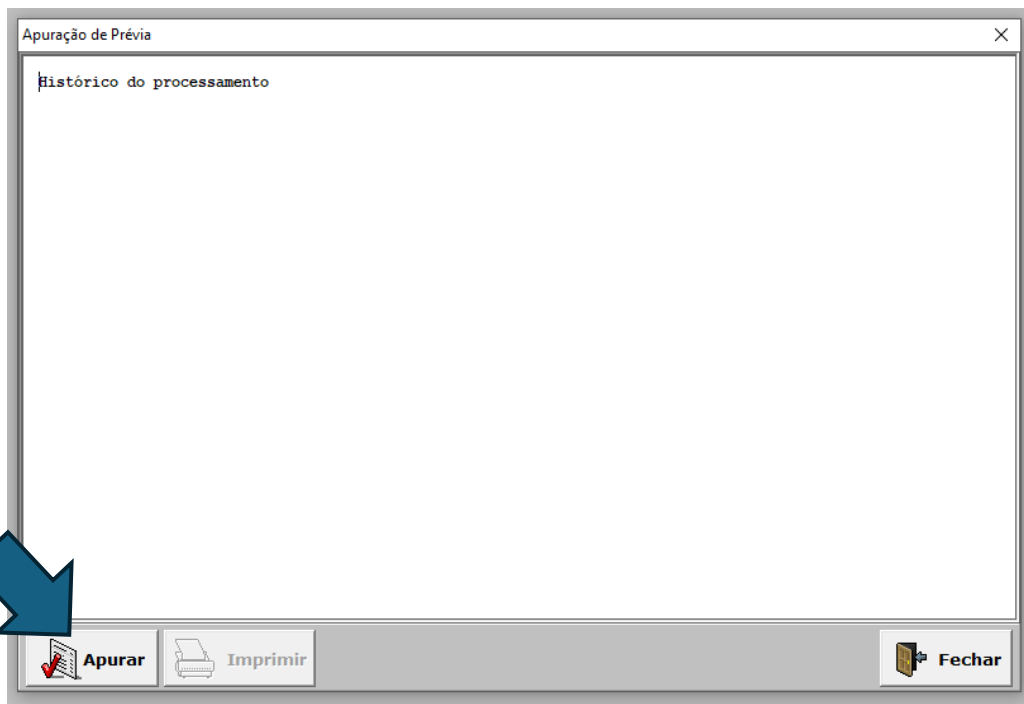 Apuração de Prévia
Histórico do processamento
Apurar
Imprimir
Fechar